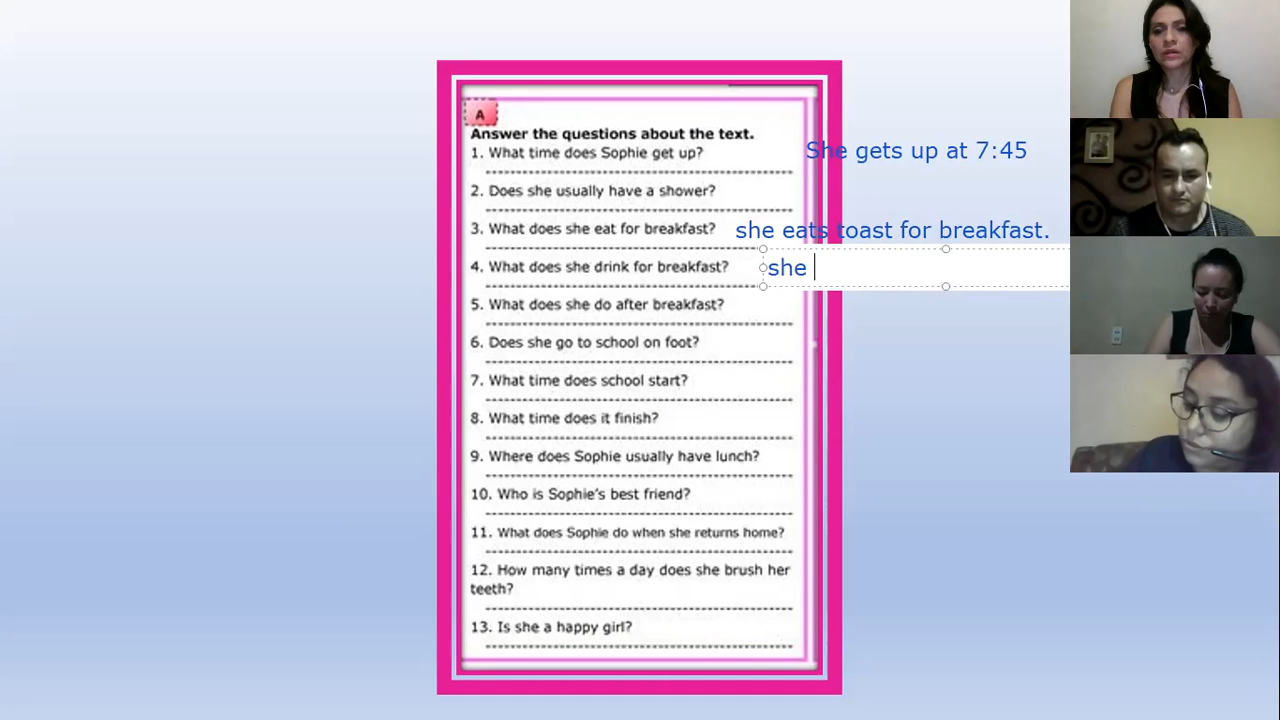 A
Answer the questions about the text.
1. What time does Sophie get up?
She gets up at 7:45
2. Does she usually have a shower?
3. What does she eat for breakfast?
she eats toast for breakfast.
4. What does she drink for breakfast?
she
5. What does she do after breakfast?
6. Does she go to school on foot?
7. What time does school start?
8. What time does it finish?
9. Where does Sophie usually have lunch?
10. Who is Sophie's best friend?
11. What does Sophie do when she returns home?
12. How many times a day does she brush her
teeth?
13. Is she a happy girl?